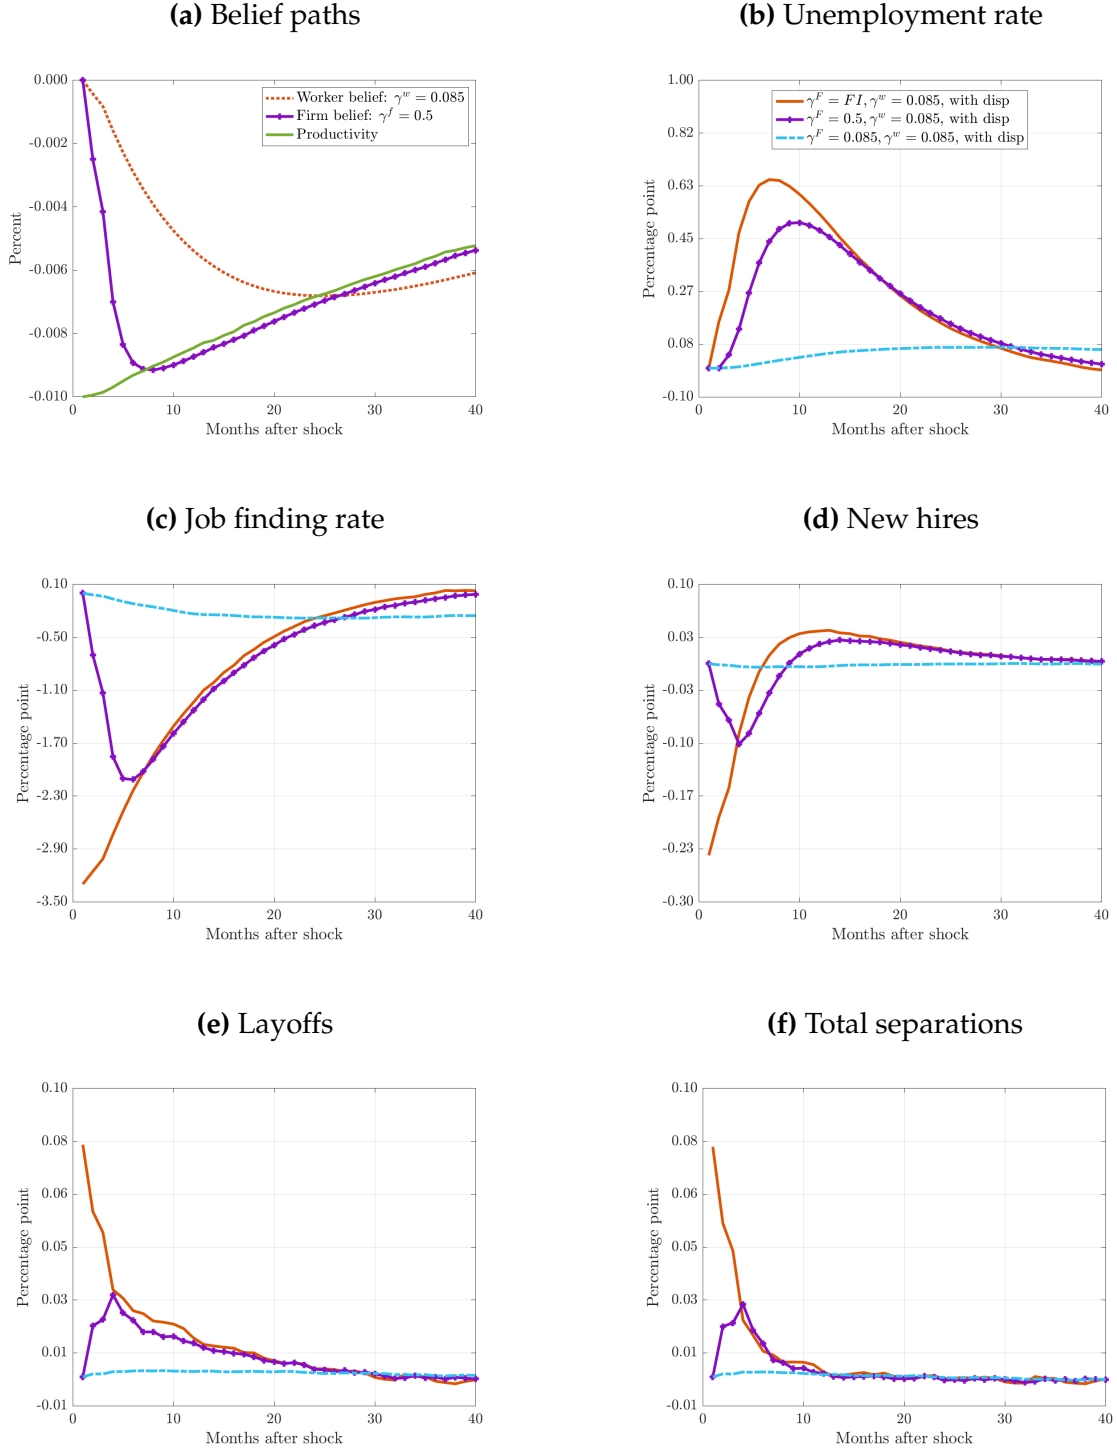 (a) Belief paths
0.000
-0.002
-0.004
-0.006
-0.008
-0.010
Percent
0 10 20 30 40
Months after shock
Worker belief: γ^w = 0.085
Firm belief: γ^f = 0.5
Productivity
(b) Unemployment rate
1.00
0.82
0.63
0.45
0.27
0.08
-0.10
Percentage point
0 10 20 30 40
Months after shock
γ^F = FI, γ^w = 0.085, with disp
γ^F = 0.5, γ^w = 0.085, with disp
γ^F = 0.085, γ^w = 0.085, with disp
(c) Job finding rate
0.10
-0.50
-1.10
-1.70
-2.30
-2.90
-3.50
Percentage point
0 10 20 30 40
Months after shock
(d) New hires
0.10
0.03
-0.03
-0.10
-0.17
-0.23
-0.30
Percentage point
0 10 20 30 40
Months after shock
(e) Layoffs
0.10
0.08
0.06
0.05
0.03
0.01
-0.01
Percentage point
0 10 20 30 40
Months after shock
(f) Total separations
0.10
0.08
0.06
0.05
0.03
0.01
-0.01
Percentage point
0 10 20 30 40
Months after shock